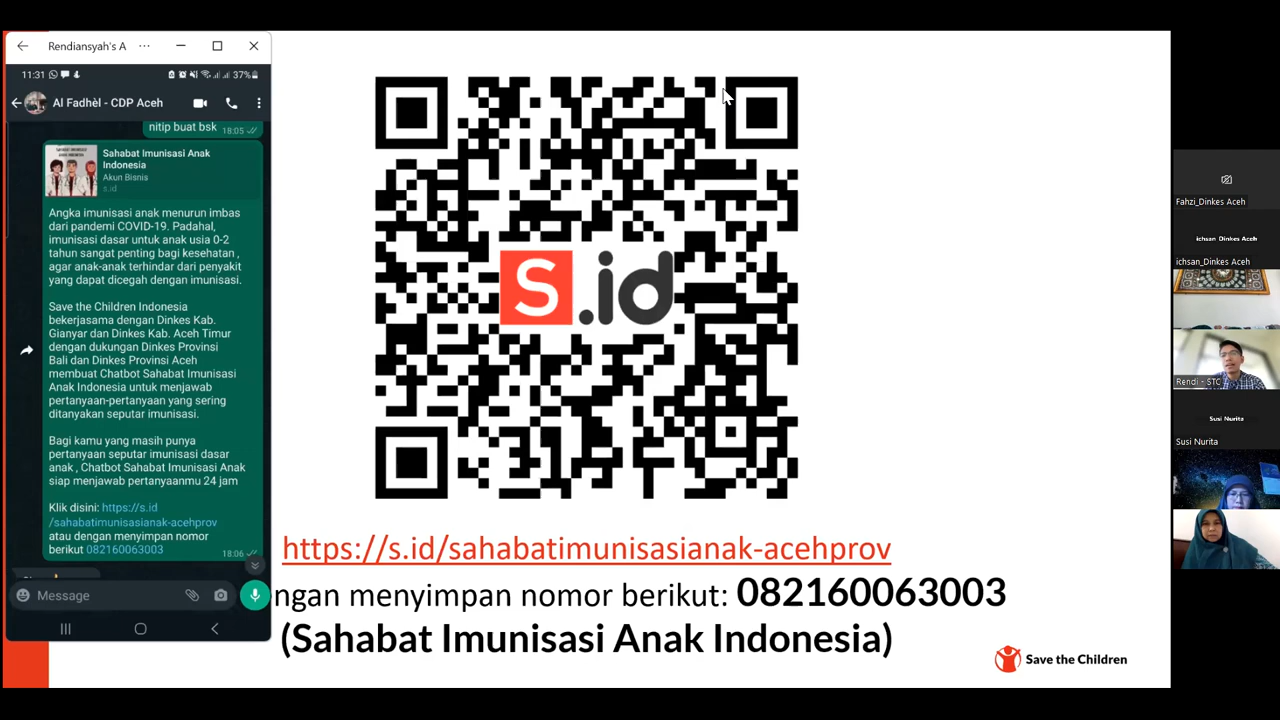 Rendiansyah's A
11:31
37%
Al Fadhèl - CDP Aceh
nitip buat bsk
18:05
Sahabat Imunisasi Anak
Indonesia
Akun Bisnis
s.id
Angka imunisasi anak menurun imbas
dari pandemi COVID-19. Padahal,
imunisasi dasar untuk anak usia 0-2
tahun sangat penting bagi kesehatan ,
agar anak-anak terhindar dari penyakit
yang dapat dicegah dengan imunisasi.
Save the Children Indonesia
bekerjasama dengan Dinkes Kab.
Gianyar dan Dinkes Kab. Aceh Timur
dengan dukungan Dinkes Provinsi
Bali dan Dinkes Provinsi Aceh
membuat Chatbot Sahabat Imunisasi
Anak Indonesia untuk menjawab
pertanyaan-pertanyaan yang sering
ditanyakan seputar imunisasi.
Bagi kamu yang masih punya
pertanyaan seputar imunisasi dasar
anak , Chatbot Sahabat Imunisasi Anak
siap menjawab pertanyaanmu 24 jam
Klik disini: https://s.id
/sahabatimunisasianak-acehprov
atau dengan menyimpan nomor
berikut 082160063003
18:06
Message
S.id
https://s.id/sahabatimunisasianak-acehprov
ngan menyimpan nomor berikut: 082160063003
(Sahabat Imunisasi Anak Indonesia)
Save the Children
Fahzi_Dinkes Aceh
ichsan_Dinkes Aceh
ichsan_Dinkes Aceh
Rendi - STC
Susi Nurita
Susi Nurita